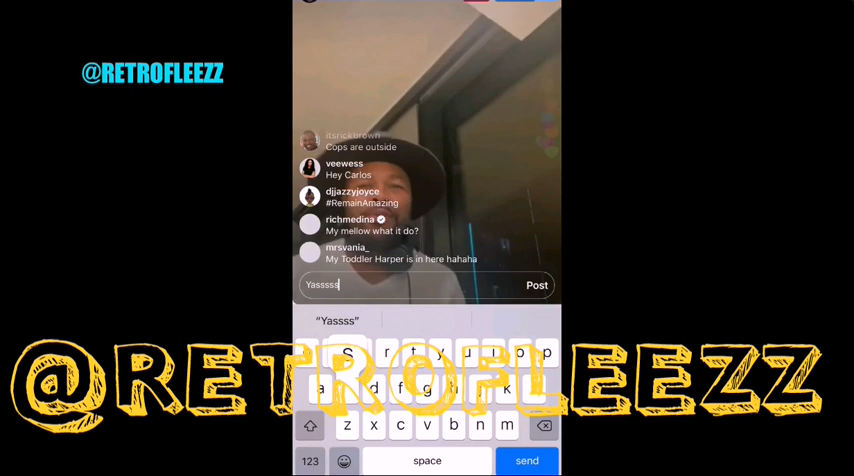 @RETROFLEEZZ
itsrickbrown
Cops are outside
veewess
Hey Carlos
djjazzyjoyce
#RemainAmazing
richmedina
My mellow what it do?
mrsvania_
My Toddler Harper is in here hahaha
Yasssss
Post
"Yassss"
S r t y u i o p
@RETROFLEEZZ
a d f g h j k
z x c v b n m
123 space send